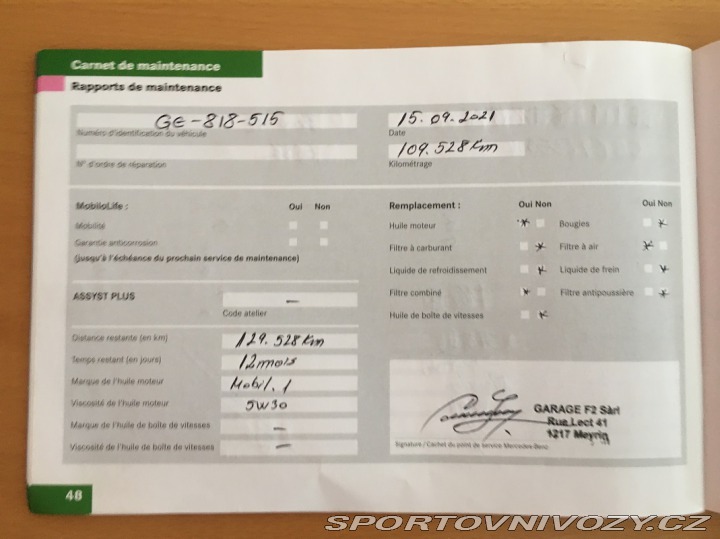 Carnet de maintenance
Rapports de maintenance
GE-818-515
Numéro d'identification du véhicule
N° d'ordre de réparation
15.09.2021
Date
109.528 km
Kilométrage
MobiloLife :
Oui Non
Mobilité
Garantie anticorrosion
(jusqu'à l'échéance du prochain service de maintenance)
ASSYST PLUS
–
Code atelier
Distance restante (en km)
129.528 km
Temps restant (en jours)
12 mois
Marque de l'huile moteur
Mobil.1
Viscosité de l'huile moteur
5W30
Marque de l'huile de boîte de vitesses
–
Viscosité de l'huile de boîte de vitesses
–
Remplacement :
Oui Non
Oui Non
Huile moteur
Bougies
Filtre à carburant
Filtre à air
Liquide de refroidissement
Liquide de frein
Filtre combiné
Filtre antipoussière
Huile de boîte de vitesses
GARAGE F2 Sàrl
Rue Lect 41
1217 Meyrin
Signature / Cachet du point de service Mercedes-Benz
48
SPORTOVNIVOZY.CZ